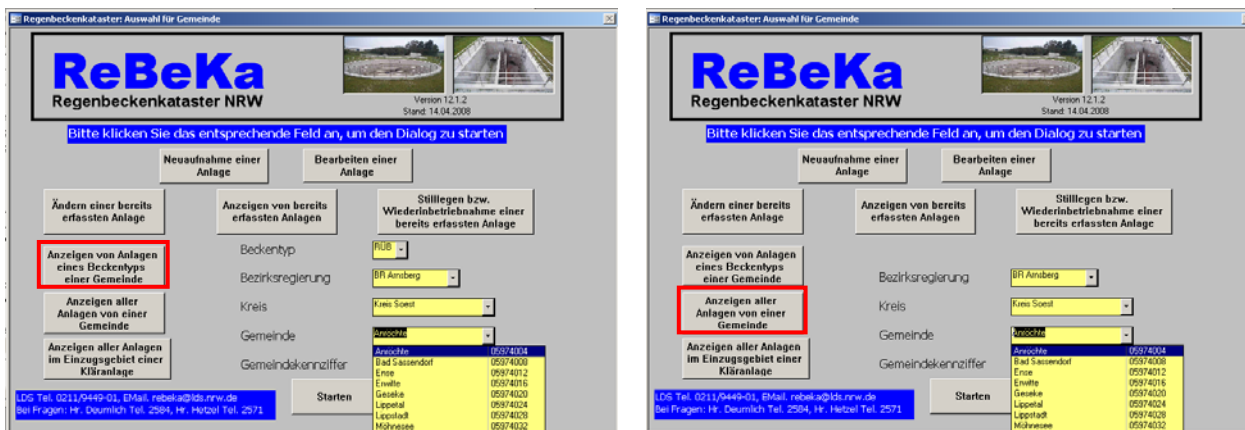 Regenbeckenkataster: Auswahl für Gemeinde
ReBeKa
Regenbeckenkataster NRW
Version 12.1.2
Stand: 14.04.2008
Bitte klicken Sie das entsprechende Feld an, um den Dialog zu starten
Neuaufnahme einer
Anlage
Bearbeiten einer
Anlage
Ändern einer bereits
erfassten Anlage
Anzeigen von bereits
erfassten Anlagen
Stilllegen bzw.
Wiederinbetriebnahme einer
bereits erfassten Anlage
Anzeigen von Anlagen
eines Beckentyps
einer Gemeinde
Beckentyp
RÜB
Bezirksregierung
BR Arnsberg
Anzeigen aller
Anlagen von einer
Gemeinde
Kreis
Kreis Soest
Gemeinde
Anröchte
Anzeigen aller Anlagen
im Einzugsgebiet einer
Kläranlage
Gemeindekennziffer
Anröchte 05974004
Bad Sassendorf 05974008
Ense 05974012
Erwitte 05974016
Geseke 05974020
Lippetal 05974024
Lippstadt 05974028
Möhnesee 05974032
Starten
LDS Tel. 0211/9449-01, EMail. rebeka@lds.nrw.de
Bei Fragen: Hr. Deumlich Tel. 2584, Hr. Hetzel Tel. 2571
Regenbeckenkataster: Auswahl für Gemeinde
ReBeKa
Regenbeckenkataster NRW
Version 12.1.2
Stand: 14.04.2008
Bitte klicken Sie das entsprechende Feld an, um den Dialog zu starten
Neuaufnahme einer
Anlage
Bearbeiten einer
Anlage
Ändern einer bereits
erfassten Anlage
Anzeigen von bereits
erfassten Anlagen
Stilllegen bzw.
Wiederinbetriebnahme einer
bereits erfassten Anlage
Anzeigen von Anlagen
eines Beckentyps
einer Gemeinde
Bezirksregierung
BR Arnsberg
Anzeigen aller
Anlagen von einer
Gemeinde
Kreis
Kreis Soest
Gemeinde
Anröchte
Anzeigen aller Anlagen
im Einzugsgebiet einer
Kläranlage
Gemeindekennziffer
Anröchte 05974004
Bad Sassendorf 05974008
Ense 05974012
Erwitte 05974016
Geseke 05974020
Lippetal 05974024
Lippstadt 05974028
Möhnesee 05974032
Starten
LDS Tel. 0211/9449-01, EMail. rebeka@lds.nrw.de
Bei Fragen: Hr. Deumlich Tel. 2584, Hr. Hetzel Tel. 2571